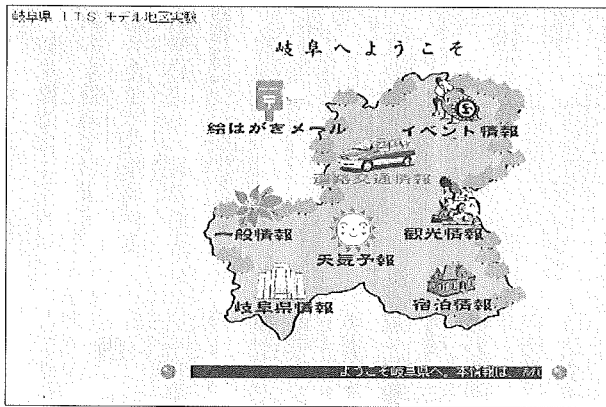 岐阜県 ITS モデル地区実験
岐阜へようこそ
絵はがきメール
イベント情報
道路交通情報
一般情報
観光情報
天気予報
岐阜県情報
宿泊情報
ようこそ岐阜県へ。本情報は、